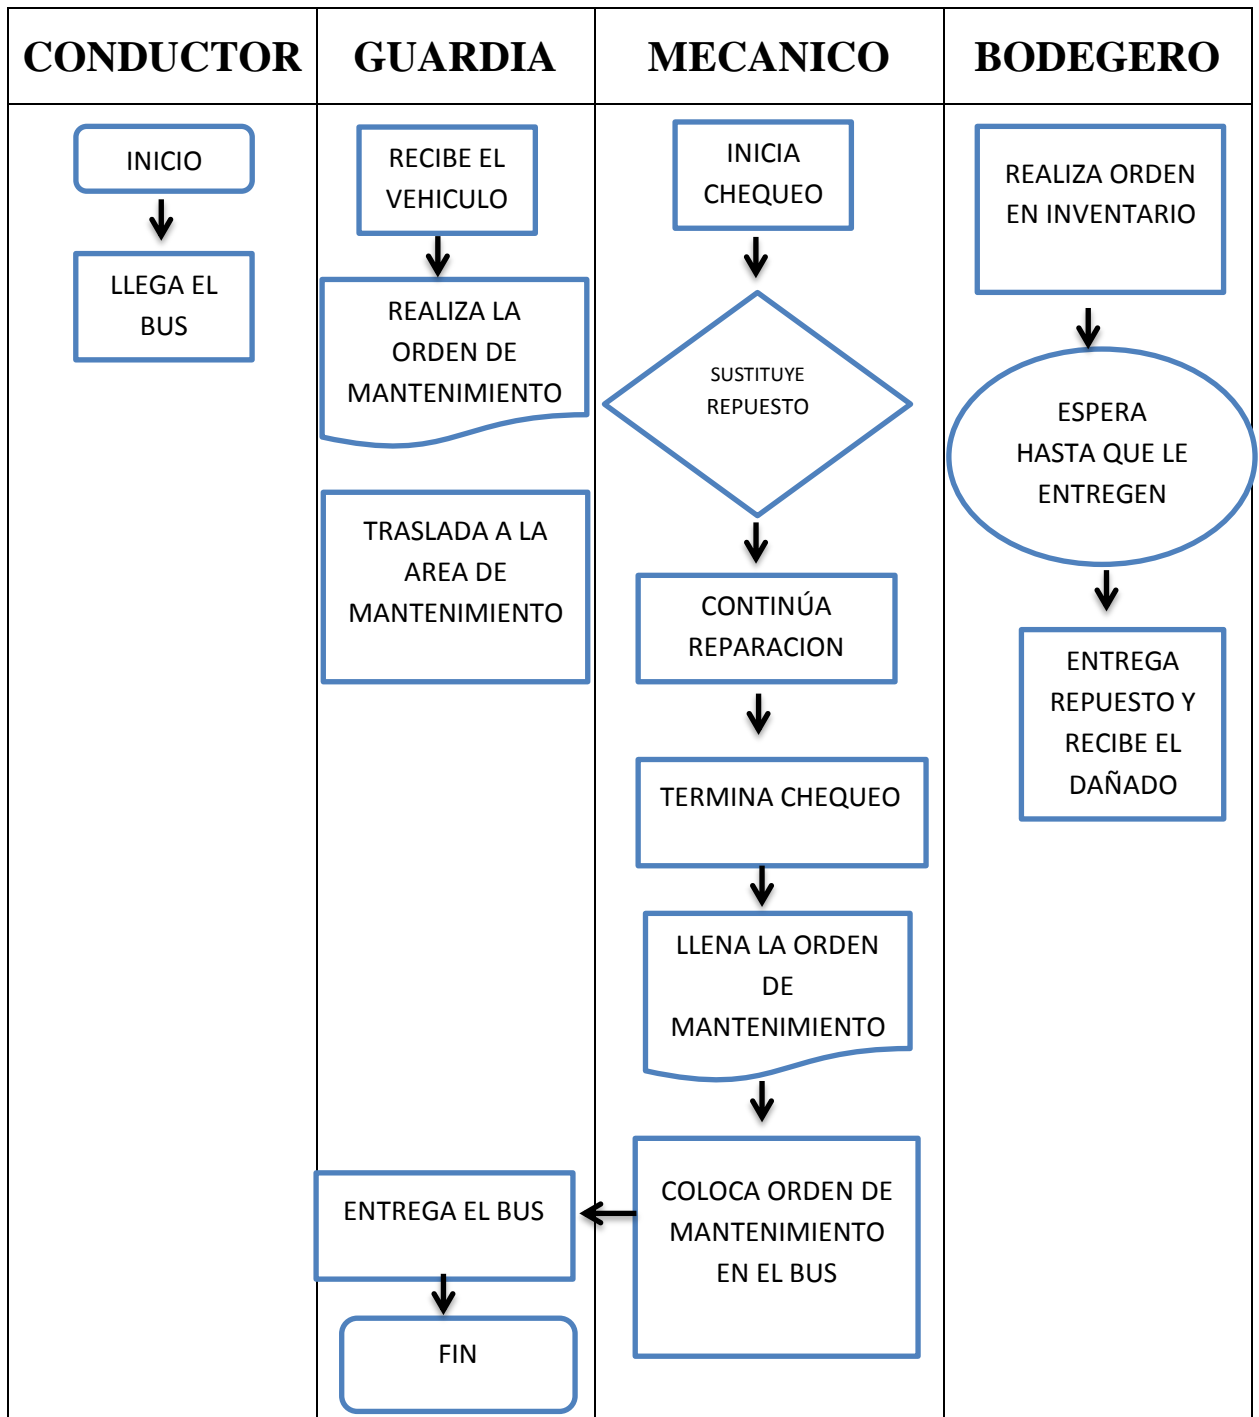 CONDUCTOR
GUARDIA
MECANICO
BODEGERO
INICIO
LLEGA EL
BUS
RECIBE EL
VEHICULO
REALIZA LA
ORDEN DE
MANTENIMIENTO
TRASLADA A LA
AREA DE
MANTENIMIENTO
ENTREGA EL BUS
FIN
INICIA
CHEQUEO
SUSTITUYE
REPUESTO
CONTINÚA
REPARACION
TERMINA CHEQUEO
LLENA LA ORDEN
DE
MANTENIMIENTO
COLOCA ORDEN DE
MANTENIMIENTO
EN EL BUS
REALIZA ORDEN
EN INVENTARIO
ESPERA
HASTA QUE LE
ENTREGEN
ENTREGA
REPUESTO Y
RECIBE EL
DAÑADO